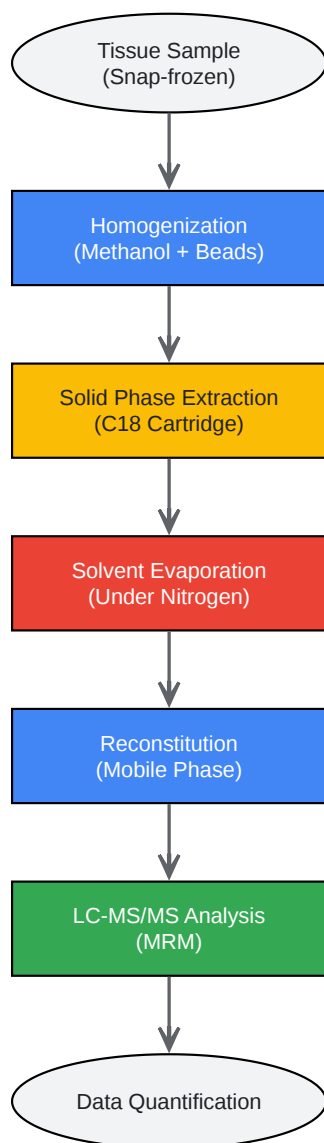 Tissue Sample
(Snap-frozen)
Homogenization
(Methanol + Beads)
Solid Phase Extraction
(C18 Cartridge)
Solvent Evaporation
(Under Nitrogen)
Reconstitution
(Mobile Phase)
LC-MS/MS Analysis
(MRM)
Data Quantification